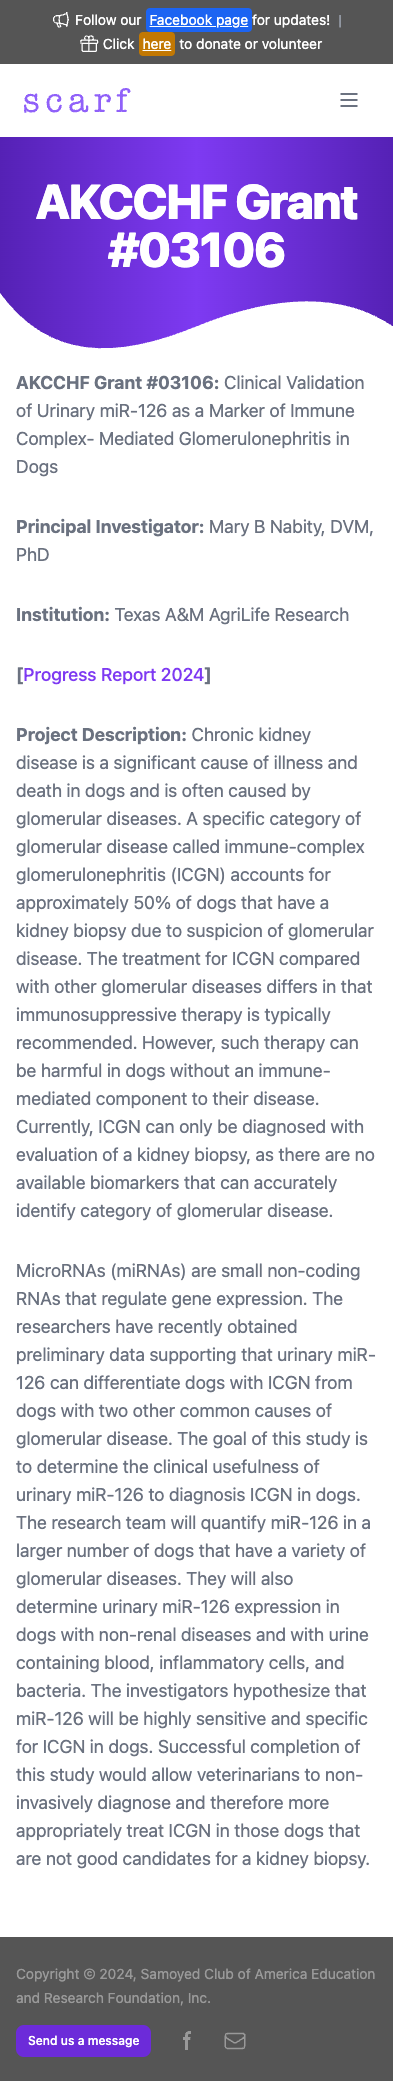 Follow our Facebook page for updates! |
Click here to donate or volunteer
scarf
AKCCHF Grant
#03106
AKCCHF Grant #03106: Clinical Validation
of Urinary miR-126 as a Marker of Immune
Complex- Mediated Glomerulonephritis in
Dogs
Principal Investigator: Mary B Nabity, DVM,
PhD
Institution: Texas A&M AgriLife Research
[Progress Report 2024]
Project Description: Chronic kidney
disease is a significant cause of illness and
death in dogs and is often caused by
glomerular diseases. A specific category of
glomerular disease called immune-complex
glomerulonephritis (ICGN) accounts for
approximately 50% of dogs that have a
kidney biopsy due to suspicion of glomerular
disease. The treatment for ICGN compared
with other glomerular diseases differs in that
immunosuppressive therapy is typically
recommended. However, such therapy can
be harmful in dogs without an immune-
mediated component to their disease.
Currently, ICGN can only be diagnosed with
evaluation of a kidney biopsy, as there are no
available biomarkers that can accurately
identify category of glomerular disease.
MicroRNAs (miRNAs) are small non-coding
RNAs that regulate gene expression. The
researchers have recently obtained
preliminary data supporting that urinary miR-
126 can differentiate dogs with ICGN from
dogs with two other common causes of
glomerular disease. The goal of this study is
to determine the clinical usefulness of
urinary miR-126 to diagnosis ICGN in dogs.
The research team will quantify miR-126 in a
larger number of dogs that have a variety of
glomerular diseases. They will also
determine urinary miR-126 expression in
dogs with non-renal diseases and with urine
containing blood, inflammatory cells, and
bacteria. The investigators hypothesize that
miR-126 will be highly sensitive and specific
for ICGN in dogs. Successful completion of
this study would allow veterinarians to non-
invasively diagnose and therefore more
appropriately treat ICGN in those dogs that
are not good candidates for a kidney biopsy.
Copyright © 2024, Samoyed Club of America Education
and Research Foundation, Inc.
Send us a message